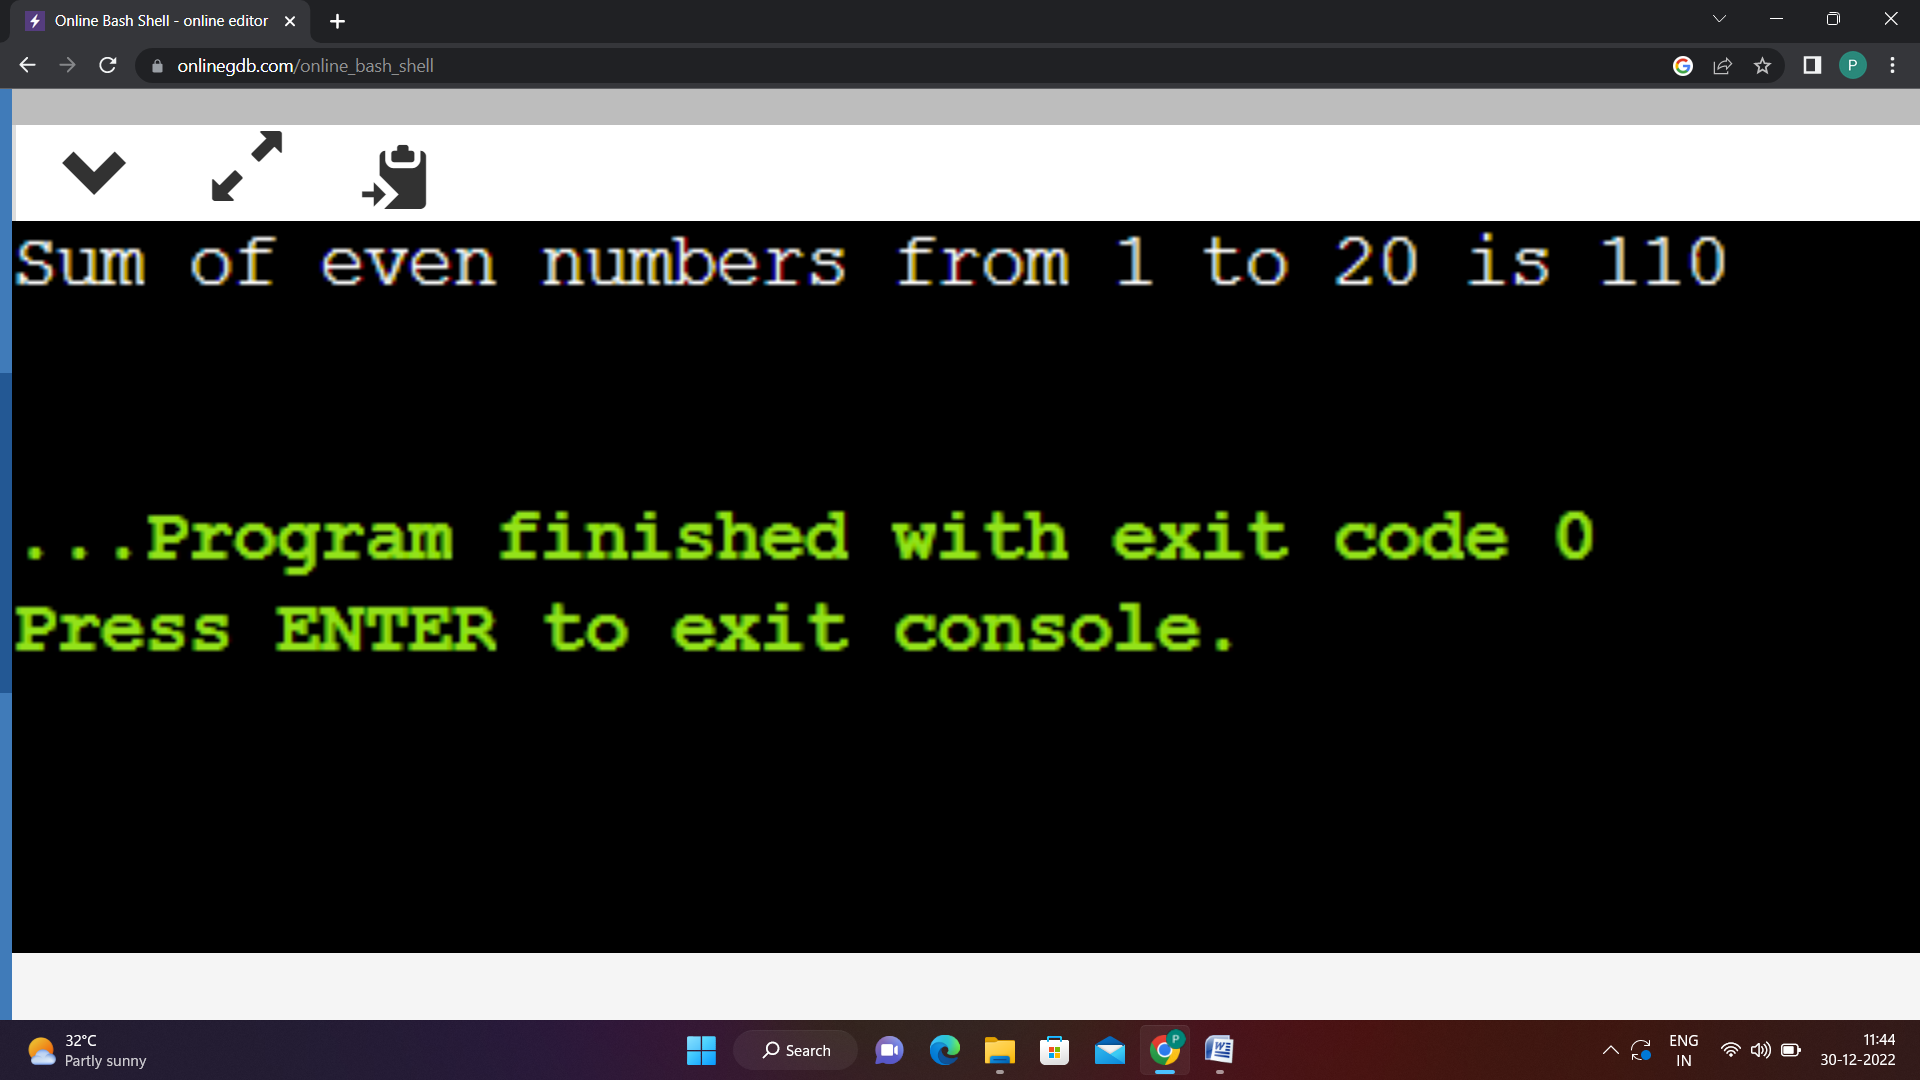 Online Bash Shell - online editor
onlinegdb.com/online_bash_shell
P
Sum of even numbers from 1 to 20 is 110
...Program finished with exit code 0
Press ENTER to exit console.
32°C
Partly sunny
Search
P
W
ENG
IN
11:44
30-12-2022